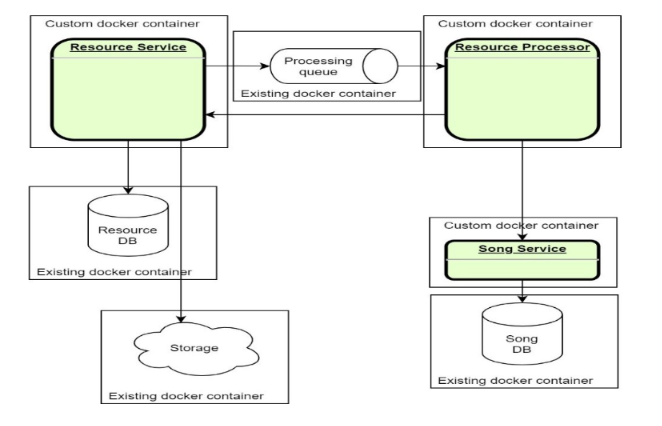 Custom docker container
Custom docker container
Resource Service
Resource Processor
Processing
queue
Existing docker container
Resource
DB
Existing docker container
Custom docker container
Song Service
Storage
Existing docker container
Song
DB
Existing docker container